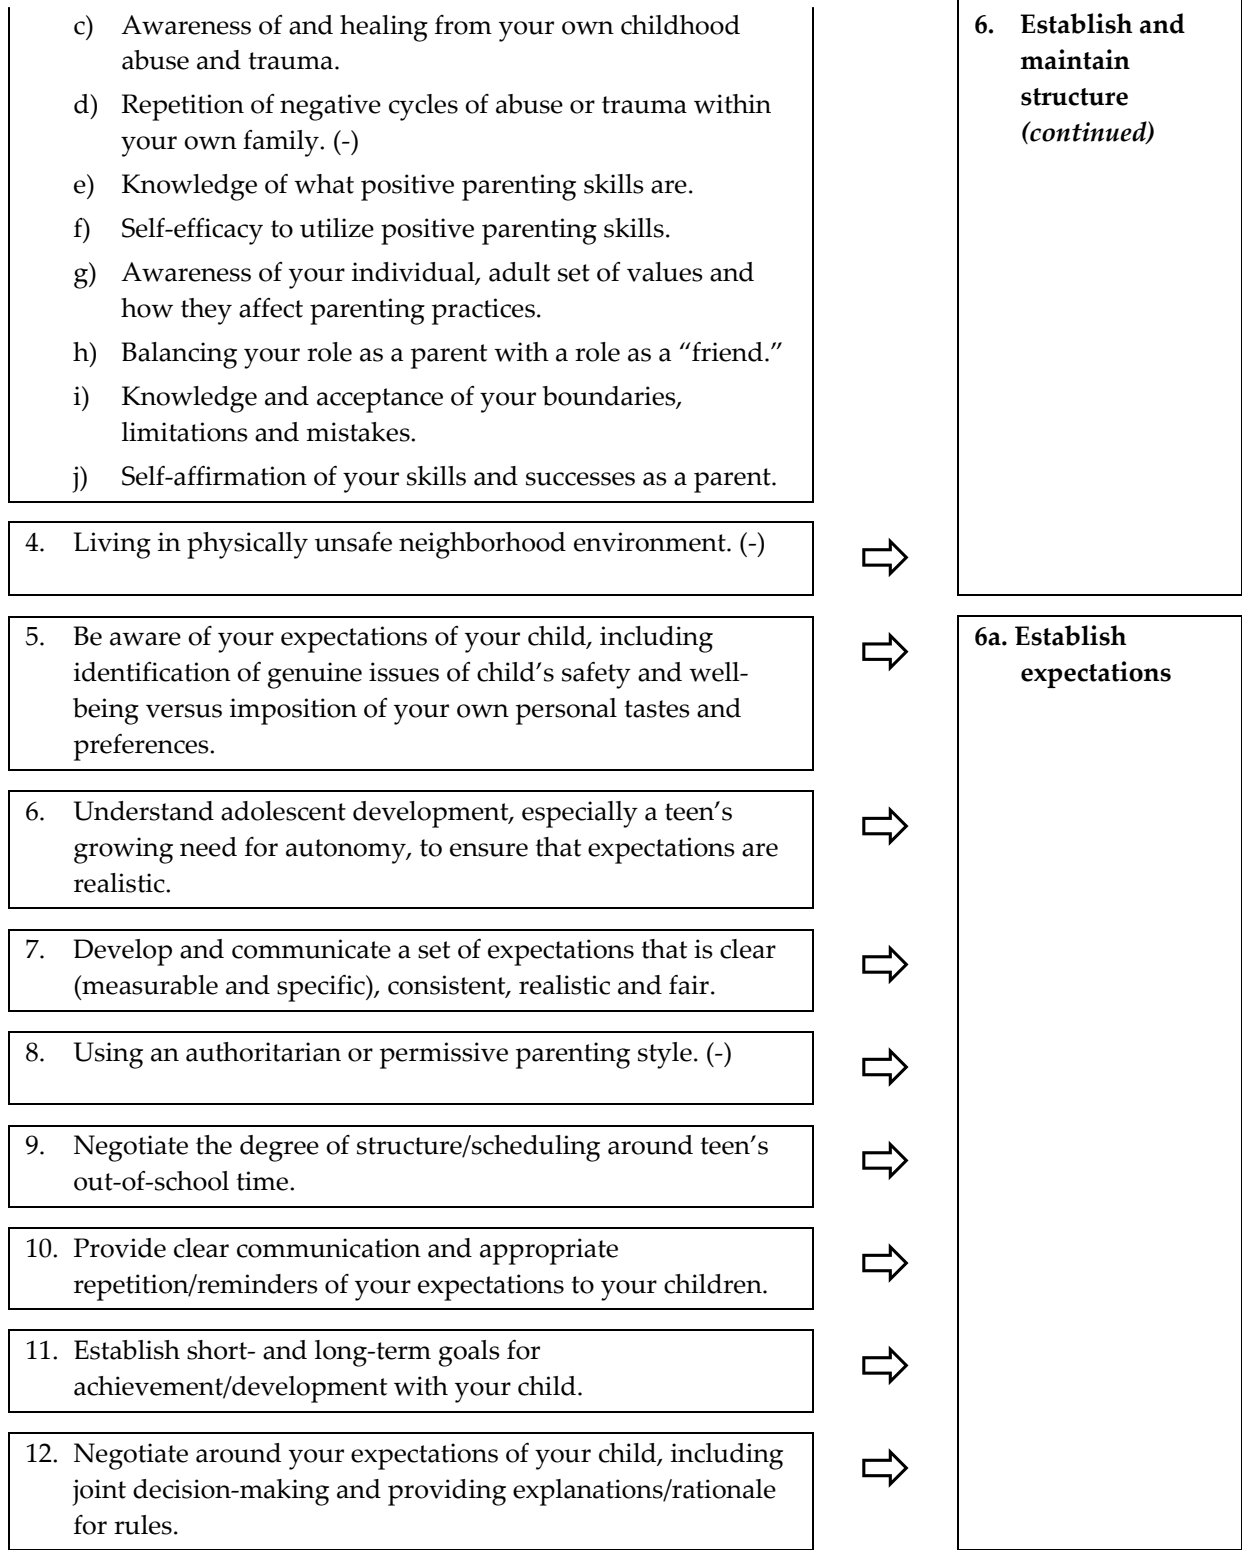 c) Awareness of and healing from your own childhood
abuse and trauma.
d) Repetition of negative cycles of abuse or trauma within
your own family. (-)
e) Knowledge of what positive parenting skills are.
f) Self-efficacy to utilize positive parenting skills.
g) Awareness of your individual, adult set of values and
how they affect parenting practices.
h) Balancing your role as a parent with a role as a “friend.”
i) Knowledge and acceptance of your boundaries,
limitations and mistakes.
j) Self-affirmation of your skills and successes as a parent.
4. Living in physically unsafe neighborhood environment. (-)
6. Establish and
maintain
structure
(continued)
5. Be aware of your expectations of your child, including
identification of genuine issues of child’s safety and well-
being versus imposition of your own personal tastes and
preferences.
6. Understand adolescent development, especially a teen’s
growing need for autonomy, to ensure that expectations are
realistic.
7. Develop and communicate a set of expectations that is clear
(measurable and specific), consistent, realistic and fair.
8. Using an authoritarian or permissive parenting style. (-)
9. Negotiate the degree of structure/scheduling around teen’s
out-of-school time.
10. Provide clear communication and appropriate
repetition/reminders of your expectations to your children.
11. Establish short- and long-term goals for
achievement/development with your child.
12. Negotiate around your expectations of your child, including
joint decision-making and providing explanations/rationale
for rules.
6a. Establish
expectations